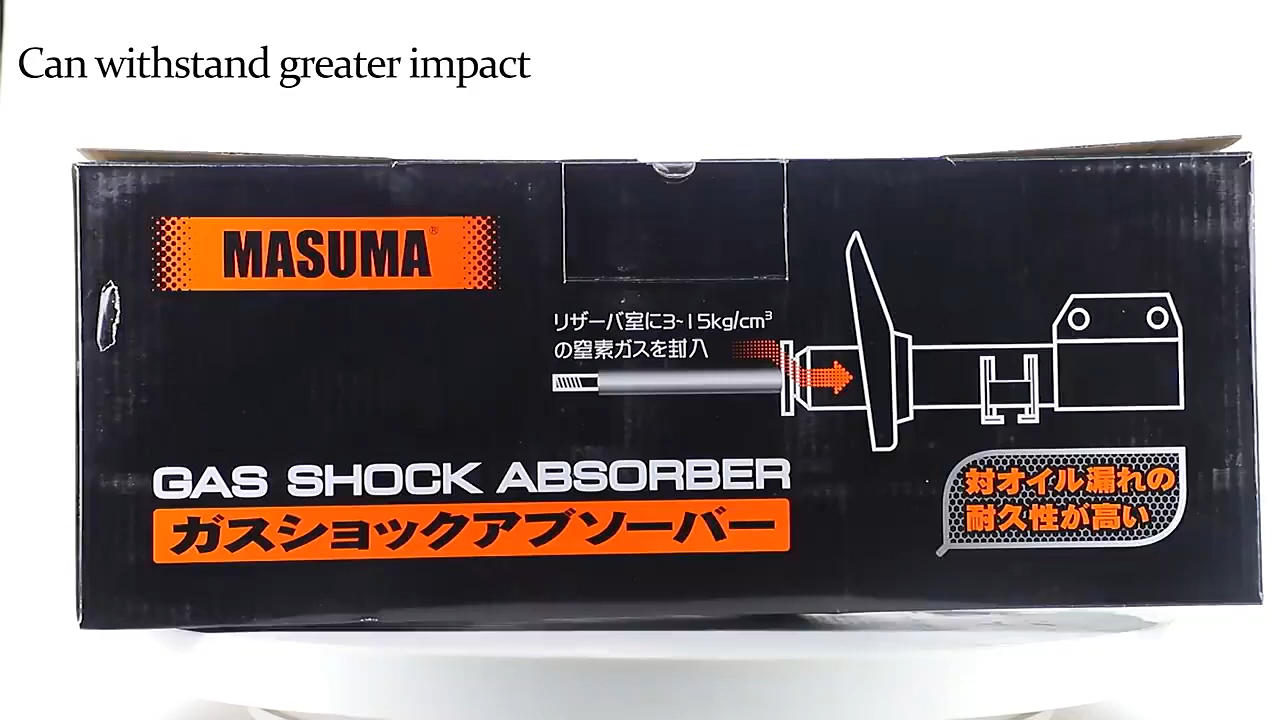 Can withstand greater impact
MASUMA®
リザーバ室に3~15kg/cm³
の窒素ガスを封入
GAS SHOCK ABSORBER
ガスショックアブソーバー
対オイル漏れの
耐久性が高い